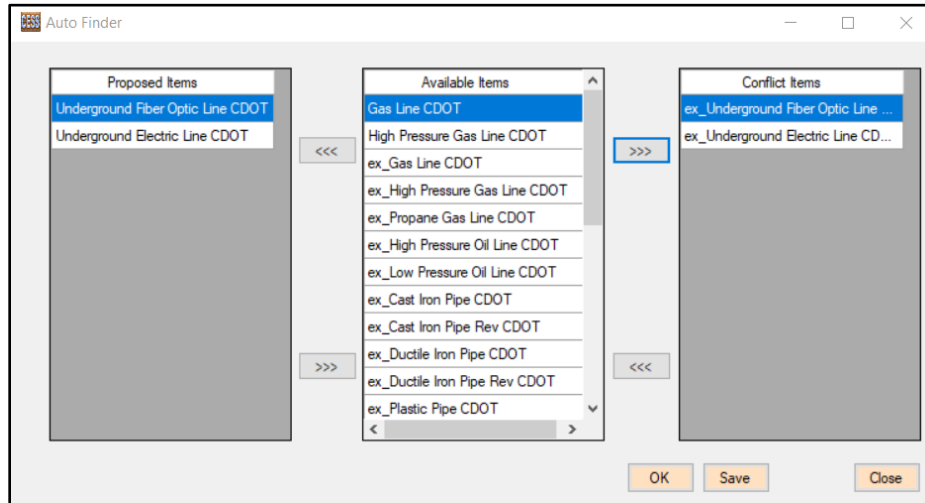 CESS Auto Finder
Proposed Items
Underground Fiber Optic Line CDOT
Underground Electric Line CDOT
<<<
>>>
Available Items
Gas Line CDOT
High Pressure Gas Line CDOT
ex_Gas Line CDOT
ex_High Pressure Gas Line CDOT
ex_Propane Gas Line CDOT
ex_High Pressure Oil Line CDOT
ex_Low Pressure Oil Line CDOT
ex_Cast Iron Pipe CDOT
ex_Cast Iron Pipe Rev CDOT
ex_Ductile Iron Pipe CDOT
ex_Ductile Iron Pipe Rev CDOT
ex_Plastic Pipe CDOT
>>>
<<<
Conflict Items
ex_Underground Fiber Optic Line ...
ex_Underground Electric Line CD...
OK Save Close